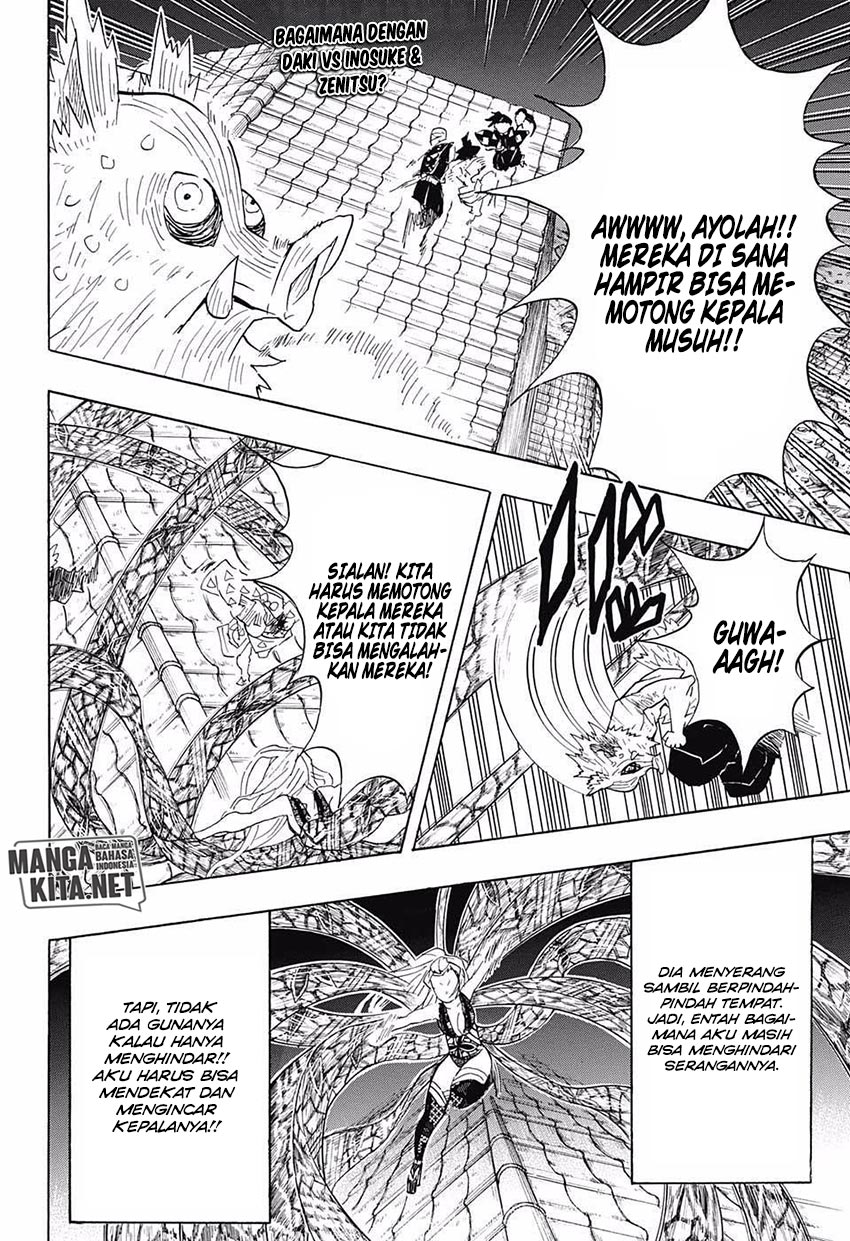 BAGAIMANA DENGAN
DAKI VS INOSUKE &
ZENITSU?
AWWWW, AYOLAH!!
MEREKA DI SANA
HAMPIR BISA ME-
MOTONG KEPALA
MUSUH!!
GUWA-
AAGH!
SIALAN! KITA
HARUS MEMOTONG
KEPALA MEREKA
ATAU KITA TIDAK
BISA MENGALAH-
KAN MEREKA!
MANGA
KITA.NET
BACA MANGA
BAHASA
INDONESIA
DIA MENYERANG
SAMBIL BERPINDAH-
PINDAH TEMPAT.
JADI, ENTAH BAGAI-
MANA AKU MASIH
BISA MENGHINDARI
SERANGANNYA.
TAPI, TIDAK
ADA GUNANYA
KALAU HANYA
MENGHINDAR!!
AKU HARUS BISA
MENDEKAT DAN
MENGINCAR
KEPALANYA!!